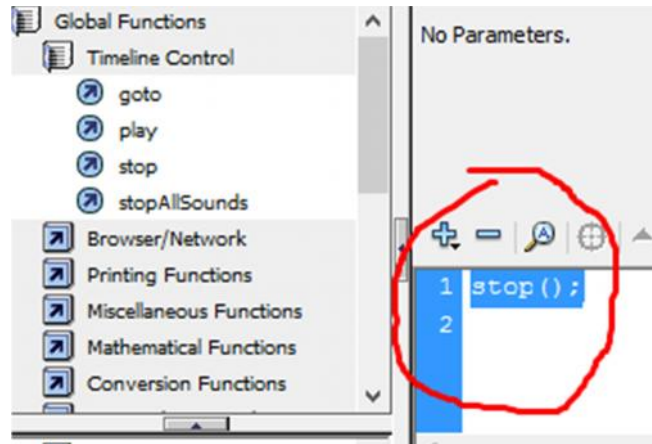 Global Functions
Timeline Control
goto
play
stop
stopAllSounds
Browser/Network
Printing Functions
Miscellaneous Functions
Mathematical Functions
Conversion Functions
No Parameters.
1 stop();
2